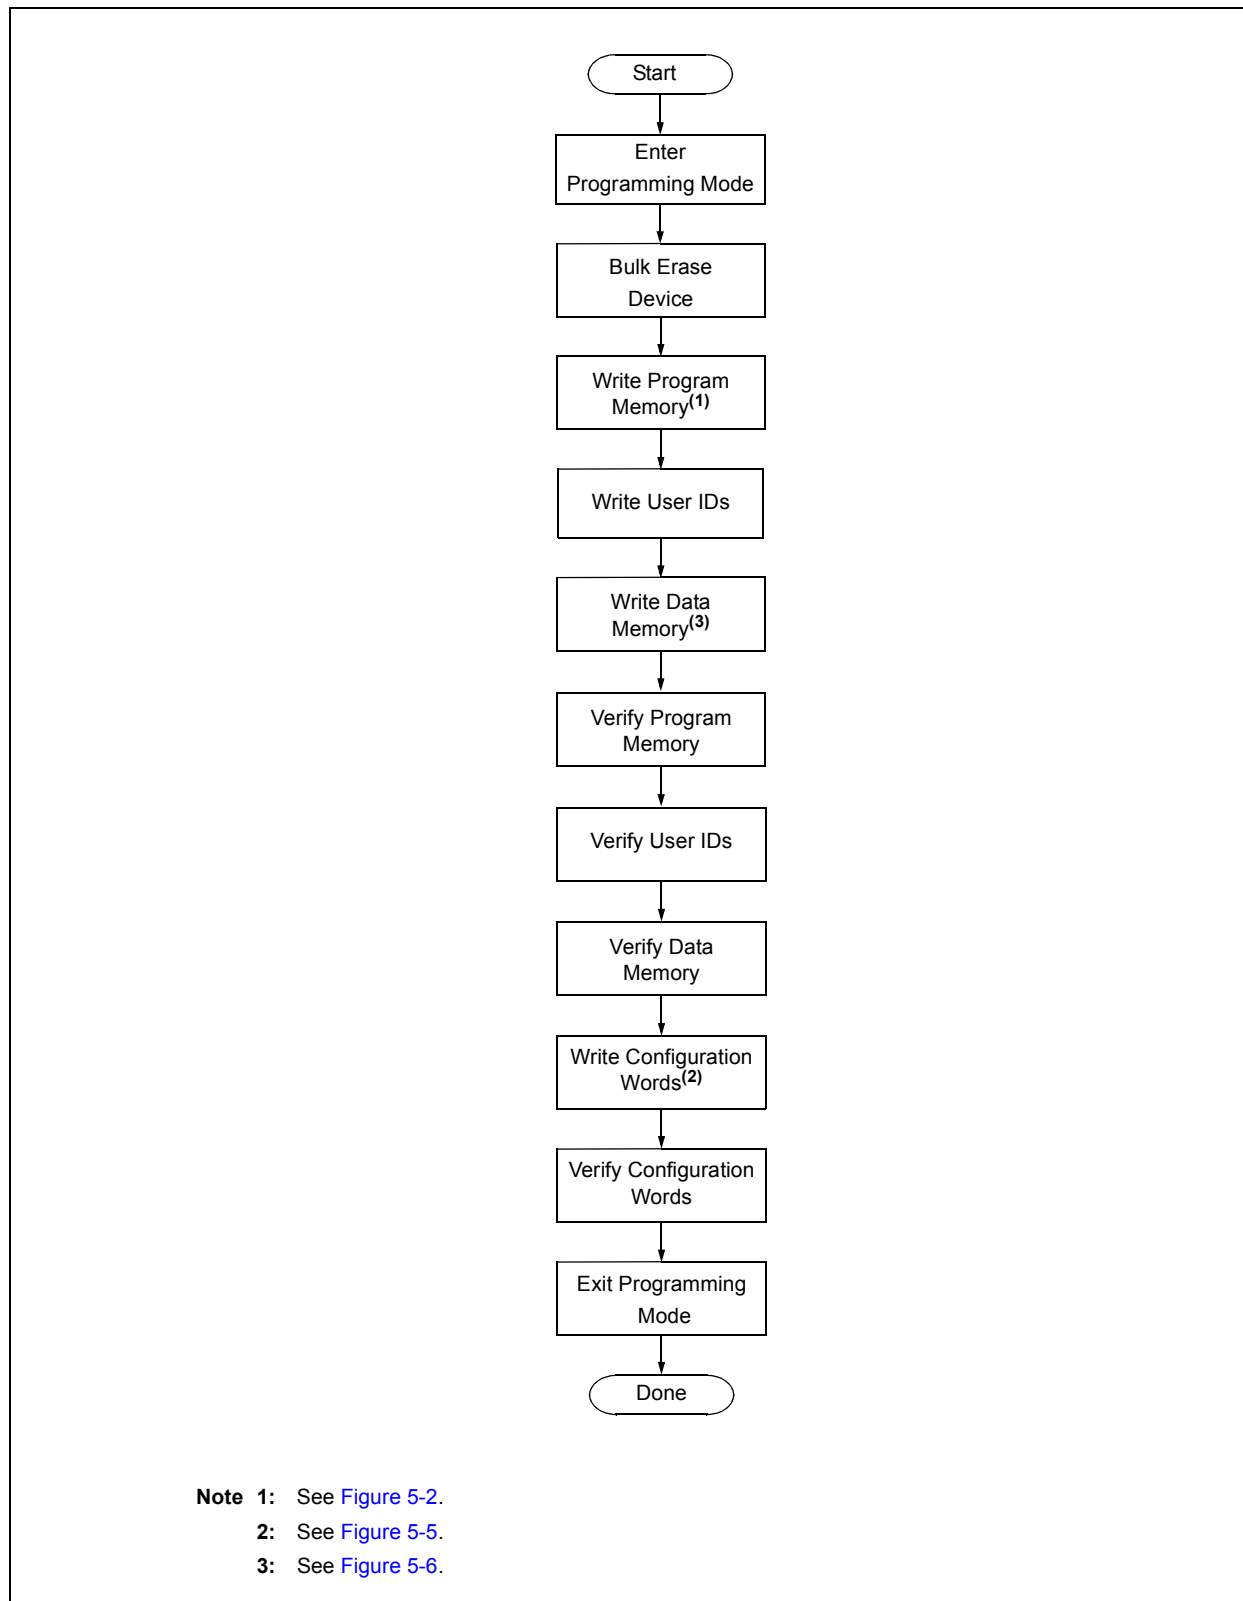 Start
Enter
Programming Mode
Bulk Erase
Device
Write Program
Memory(1)
Write User IDs
Write Data
Memory(3)
Verify Program
Memory
Verify User IDs
Verify Data
Memory
Write Configuration
Words(2)
Verify Configuration
Words
Exit Programming
Mode
Done
Note 1: See Figure 5-2.
2: See Figure 5-5.
3: See Figure 5-6.